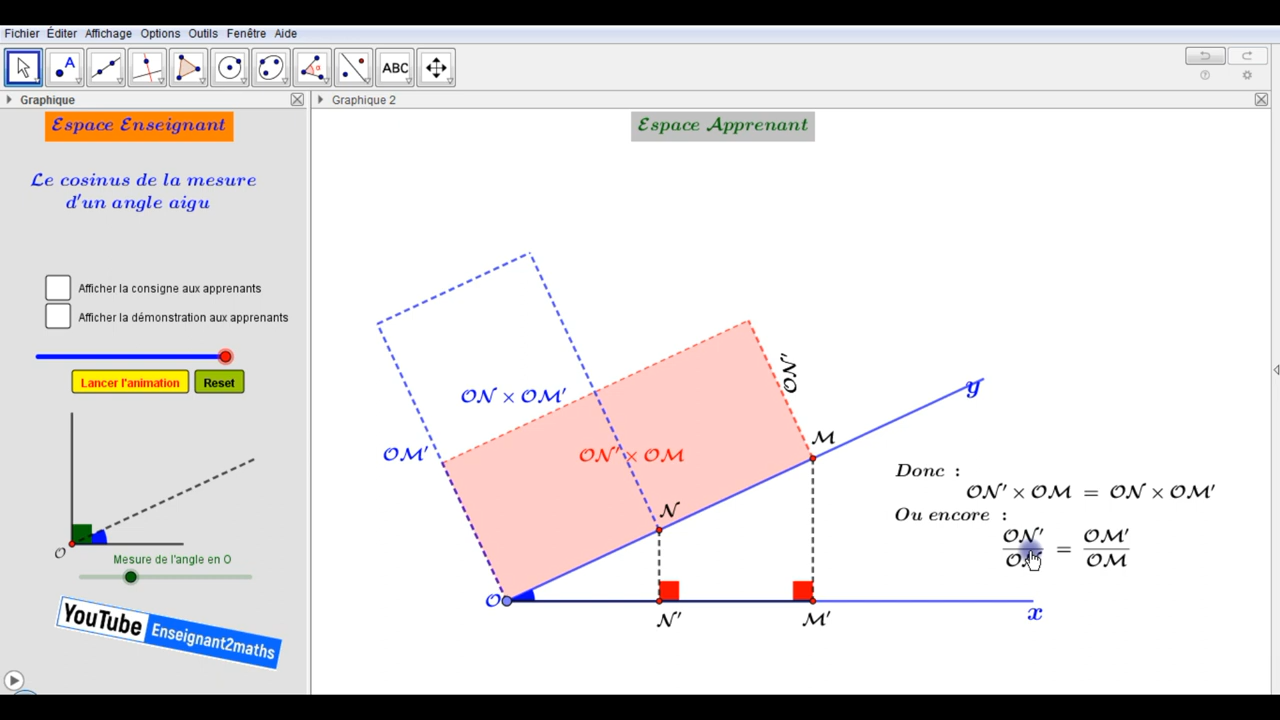 Fichier Éditer Affichage Options Outils Fenêtre Aide
A
ABC
Graphique
Graphique 2
Espace Enseignant
Espace Apprenant
Le cosinus de la mesure
d'un angle aigu
Afficher la consigne aux apprenants
Afficher la démonstration aux apprenants
Lancer l'animation
Reset
O
Mesure de l'angle en O
YouTube Enseignant2maths
ON'
y
ON × OM'
M
OM'
ON' × OM
N
O
N'
M'
x
Donc :
ON' × OM = ON × OM'
Ou encore :
ON' OM'
=
OM